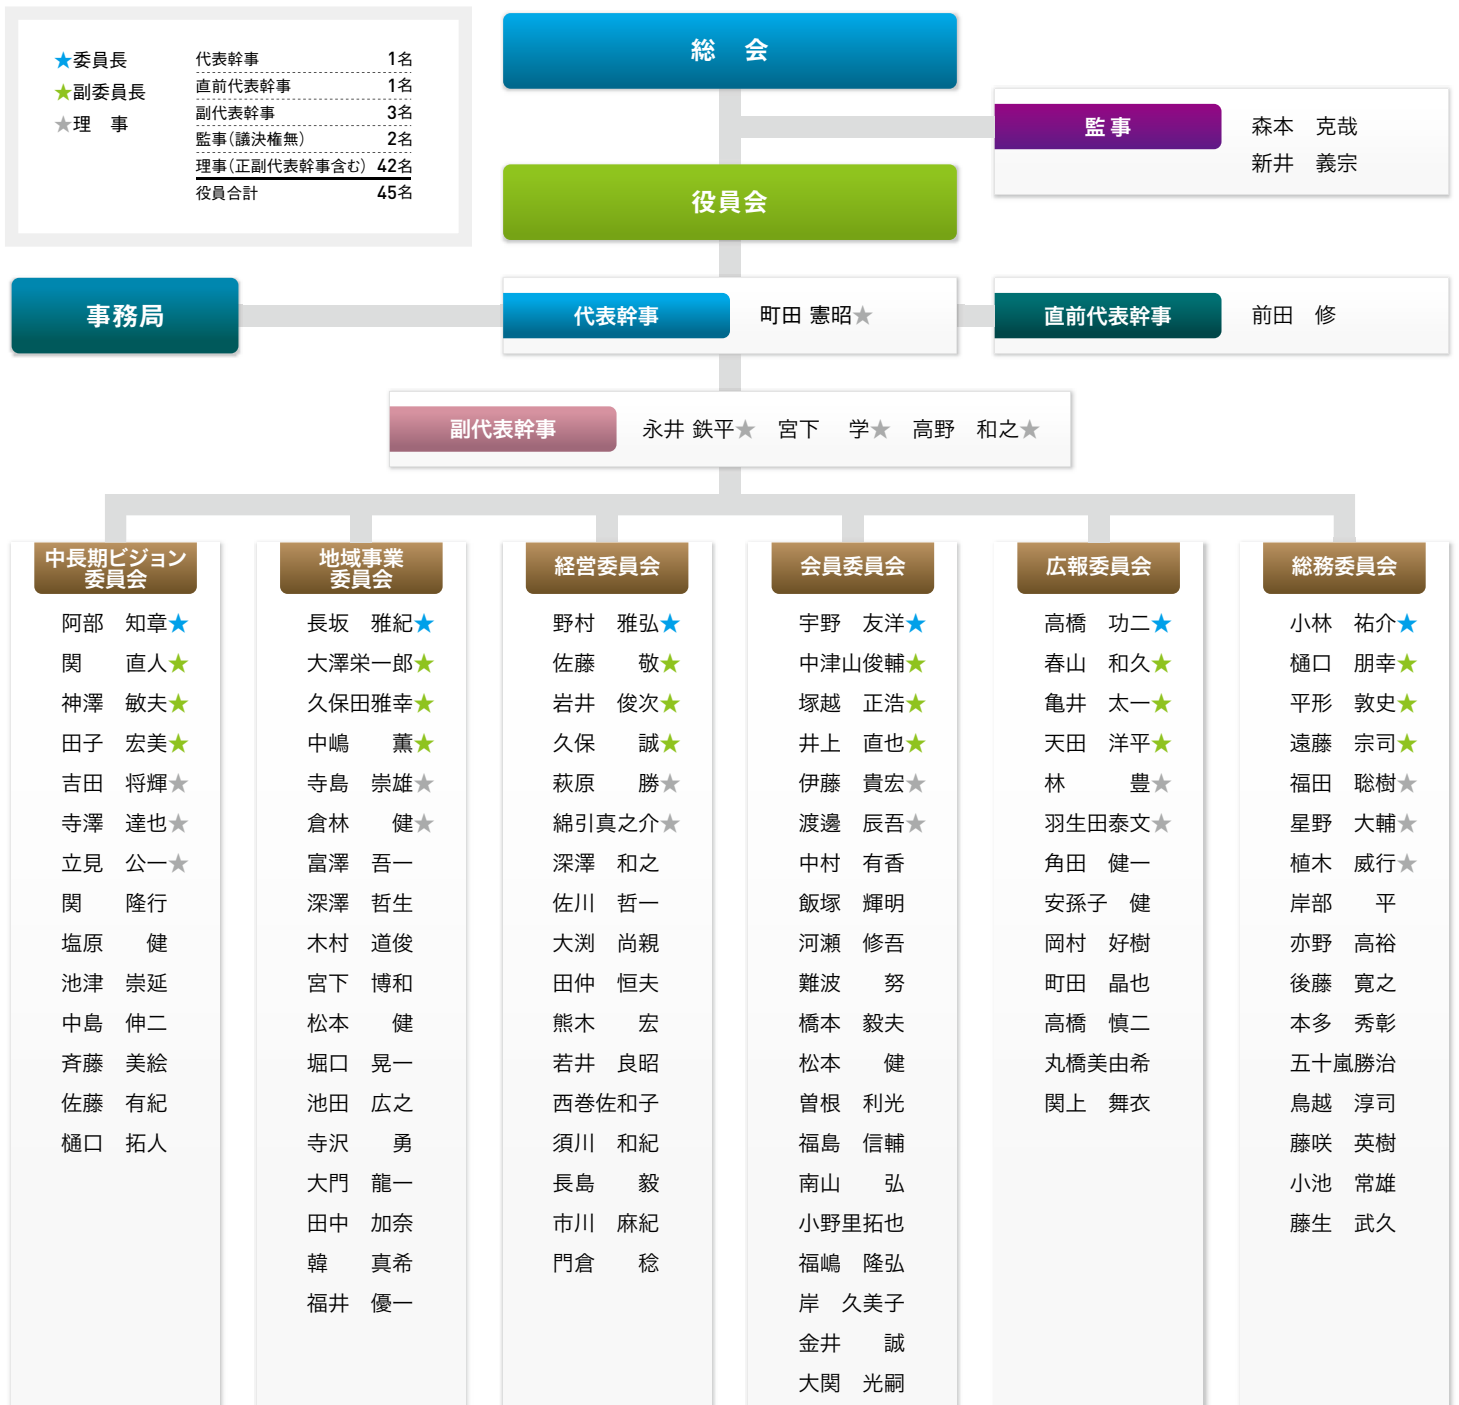 ★委員長
★副委員長
★理　事
代表幹事 1名
直前代表幹事 1名
副代表幹事 3名
監事(議決権無) 2名
理事(正副代表幹事含む) 42名
役員合計 45名
総　会
監事
森本　克哉
新井　義宗
役員会
事務局
代表幹事
町田 憲昭★
直前代表幹事
前田　修
副代表幹事
永井 鉄平★　宮下　学★　高野　和之★
中長期ビジョン
委員会
阿部　知章★
関　　直人★
神澤　敏夫★
田子　宏美★
吉田　将輝★
寺澤　達也★
立見　公一★
関　　隆行
塩原　　健
池津　崇延
中島　伸二
斉藤　美絵
佐藤　有紀
樋口　拓人
地域事業
委員会
長坂　雅紀★
大澤栄一郎★
久保田雅幸★
中嶋　　薫★
寺島　崇雄★
倉林　　健★
富澤　吾一
深澤　哲生
木村　道俊
宮下　博和
松本　　健
堀口　晃一
池田　広之
寺沢　　勇
大門　龍一
田中　加奈
韓　　真希
福井　優一
経営委員会
野村　雅弘★
佐藤　　敬★
岩井　俊次★
久保　　誠★
萩原　　勝★
綿引真之介★
深澤　和之
佐川　哲一
大渕　尚親
田仲　恒夫
熊木　　宏
若井　良昭
西巻佐和子
須川　和紀
長島　　毅
市川　麻紀
門倉　　稔
会員委員会
宇野　友洋★
中津山俊輔★
塚越　正浩★
井上　直也★
伊藤　貴宏★
渡邊　辰吾★
中村　有香
飯塚　輝明
河瀬　修吾
難波　　努
橋本　毅夫
松本　　健
曽根　利光
福島　信輔
南山　　弘
小野里拓也
福嶋　隆弘
岸　久美子
金井　　誠
大関　光嗣
広報委員会
高橋　功二★
春山　和久★
亀井　太一★
天田　洋平★
林　　　豊★
羽生田泰文★
角田　健一
安孫子　健
岡村　好樹
町田　晶也
高橋　慎二
丸橋美由希
関上　舞衣
総務委員会
小林　祐介★
樋口　朋幸★
平形　敦史★
遠藤　宗司★
福田　聡樹★
星野　大輔★
植木　威行★
岸部　　平
亦野　高裕
後藤　寛之
本多　秀彰
五十嵐勝治
鳥越　淳司
藤咲　英樹
小池　常雄
藤生　武久